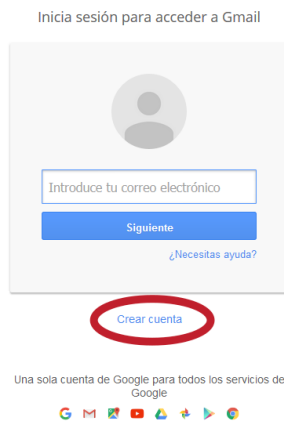 Inicia sesión para acceder a Gmail
Introduce tu correo electrónico
Siguiente
¿Necesitas ayuda?
Crear cuenta
Una sola cuenta de Google para todos los servicios de
Google